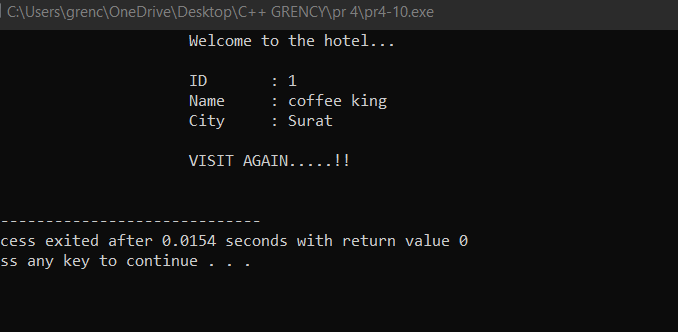 C:\Users\grenc\OneDrive\Desktop\C++ GRENCY\pr 4\pr4-10.exe
Welcome to the hotel...
ID : 1
Name : coffee king
City : Surat
VISIT AGAIN.....!!
-----------------------------
cess exited after 0.0154 seconds with return value 0
ss any key to continue . . .